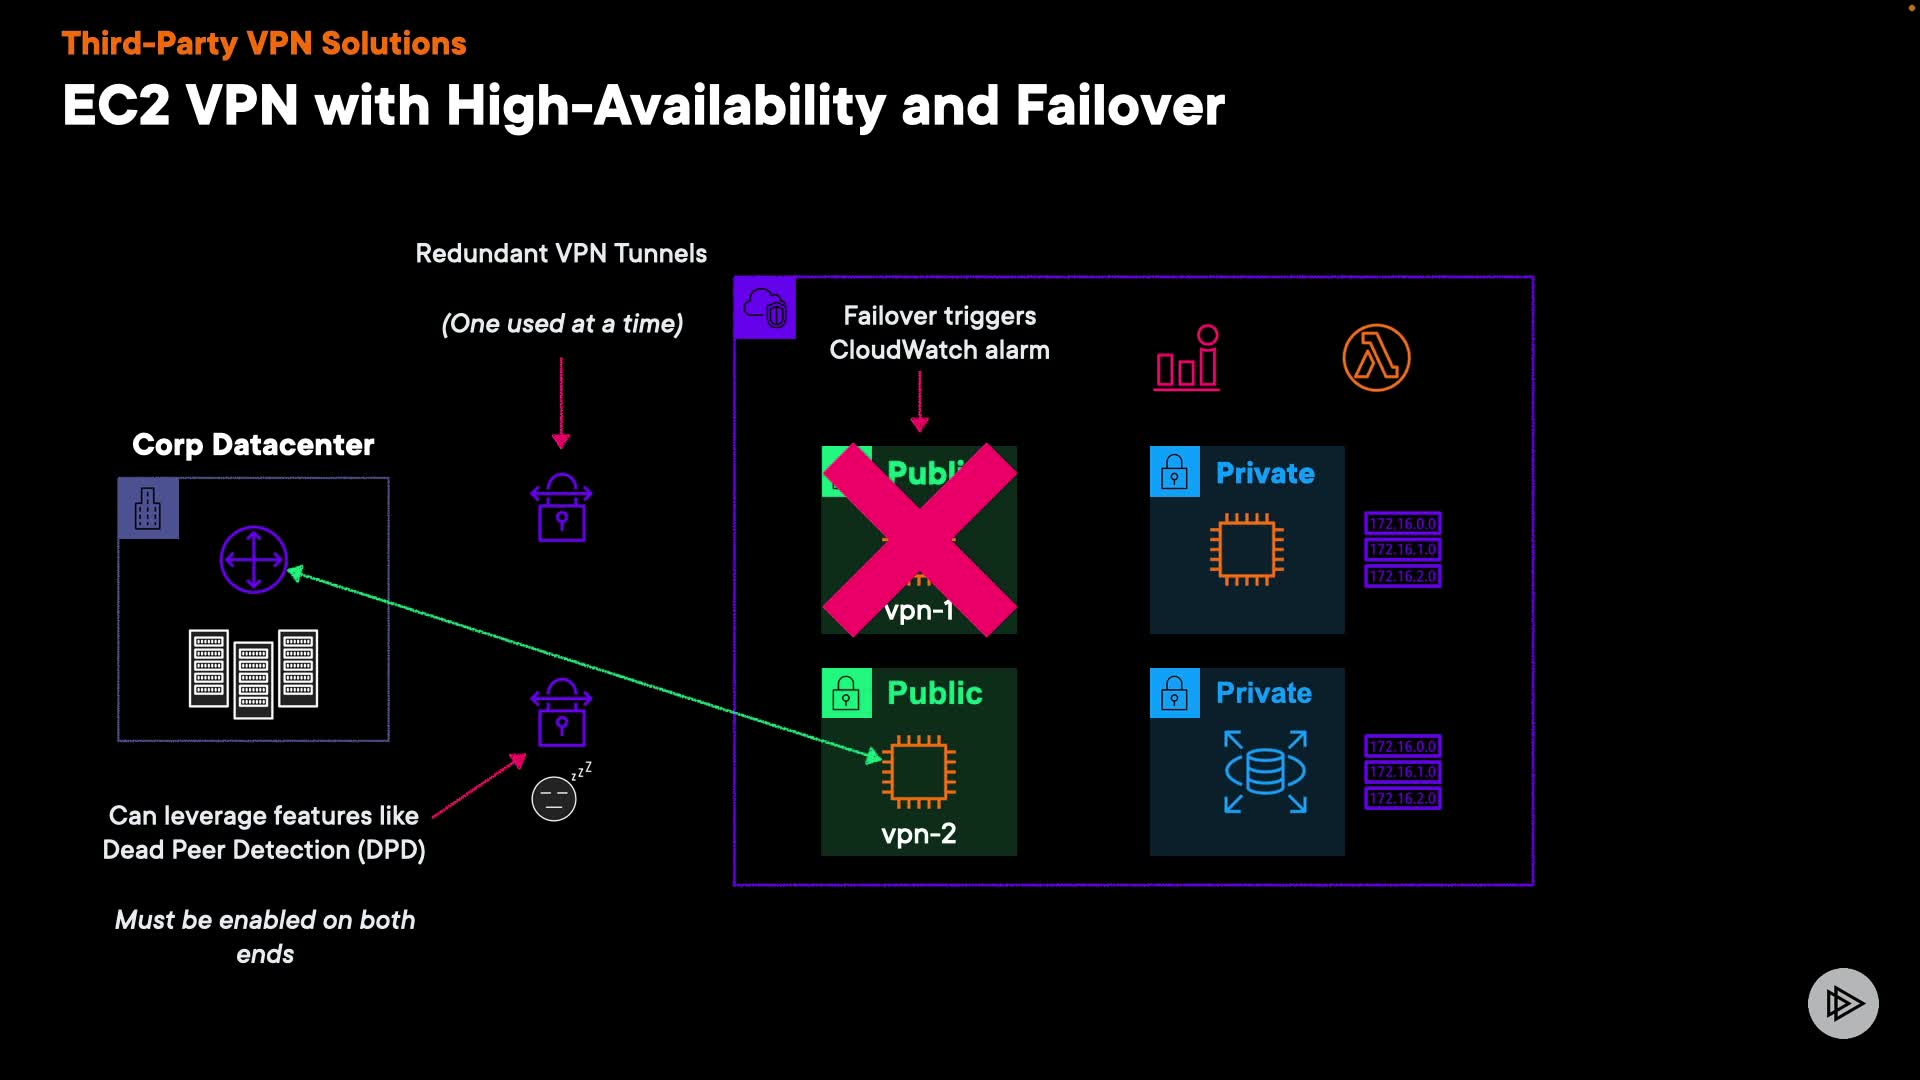 Third-Party VPN Solutions
EC2 VPN with High-Availability and Failover
Redundant VPN Tunnels
(One used at a time)
Failover triggers
CloudWatch alarm
Corp Datacenter
Publi
vpn-1
Private
172.16.0.0
172.16.1.0
172.16.2.0
Public
vpn-2
Private
172.16.0.0
172.16.1.0
172.16.2.0
zzZ
Can leverage features like
Dead Peer Detection (DPD)
Must be enabled on both
ends